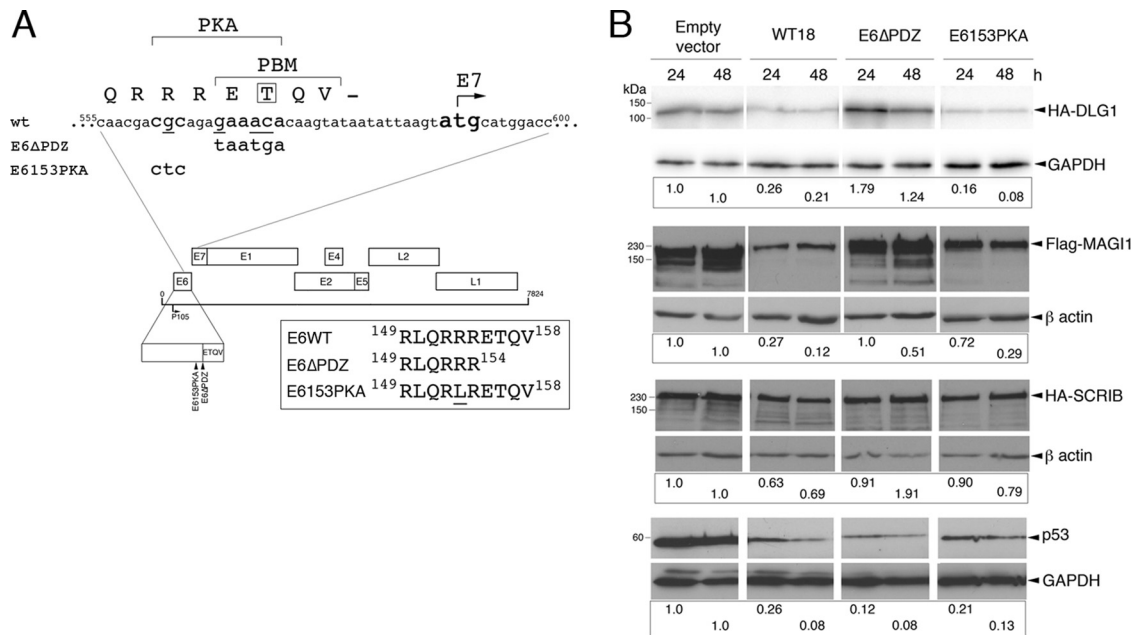 A
PKA
PBM
Q R R R E T Q V –
E7
wt ...⁵⁵⁵caacgacgcagagaaacacaagtataatattaagtatgcatggacc⁶⁰⁰...
E6ΔPDZ taatga
E6153PKA ctc
E7 E1 E4 L2
E6 E2 E5 L1
0 7824
P105
ETQV
E6153PKA
E6ΔPDZ
E6WT ¹⁴⁹RLQRRRETQV¹⁵⁸
E6ΔPDZ ¹⁴⁹RLQRRR¹⁵⁴
E6153PKA ¹⁴⁹RLQRLRETQV¹⁵⁸
B
Empty vector WT18 E6ΔPDZ E6153PKA
24 48 24 48 24 48 24 48 h
kDa
150
100
HA-DLG1
GAPDH
1.0 1.0 0.26 0.21 1.79 1.24 0.16 0.08
230
150
Flag-MAGI1
β actin
1.0 1.0 0.27 0.12 1.0 0.51 0.72 0.29
230
150
HA-SCRIB
β actin
1.0 1.0 0.63 0.69 0.91 1.91 0.90 0.79
60
p53
GAPDH
1.0 1.0 0.26 0.08 0.12 0.08 0.21 0.13